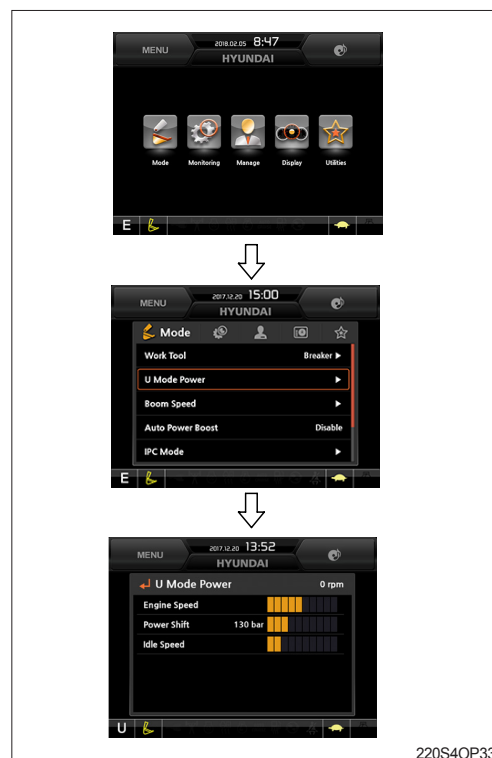 MENU 2018.02.05 8:47
HYUNDAI
Mode Monitoring Manage Display Utilities
E
MENU 2017.12.20 15:00
HYUNDAI
Mode
Work Tool Breaker ▶
U Mode Power ▶
Boom Speed ▶
Auto Power Boost Disable
IPC Mode ▶
E
MENU 2017.12.20 13:52
HYUNDAI
U Mode Power 0 rpm
Engine Speed
Power Shift 130 bar
Idle Speed
U
220S4OP33